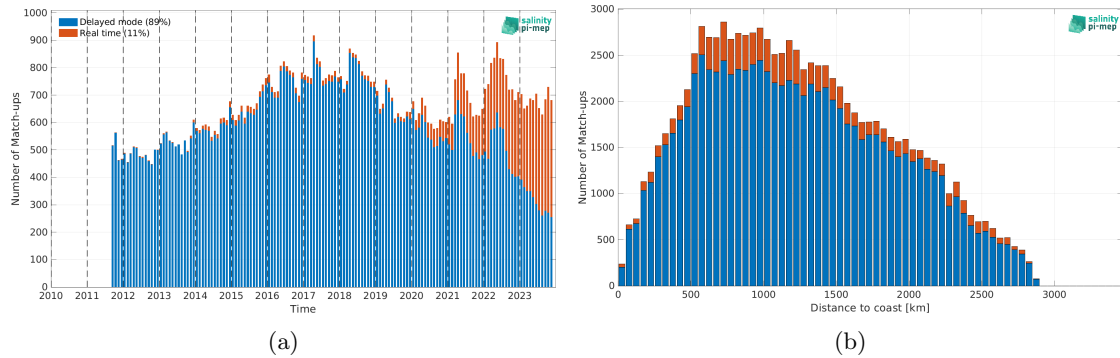 Delayed mode (89%)
Real time (11%)
salinity
pi-mep
Number of Match-ups
1000
900
800
700
600
500
400
300
200
100
0
2010 2011 2012 2013 2014 2015 2016 2017 2018 2019 2020 2021 2022 2023
Time
(a)
salinity
pi-mep
Number of Match-ups
3000
2500
2000
1500
1000
500
0
0 500 1000 1500 2000 2500 3000
Distance to coast [km]
(b)